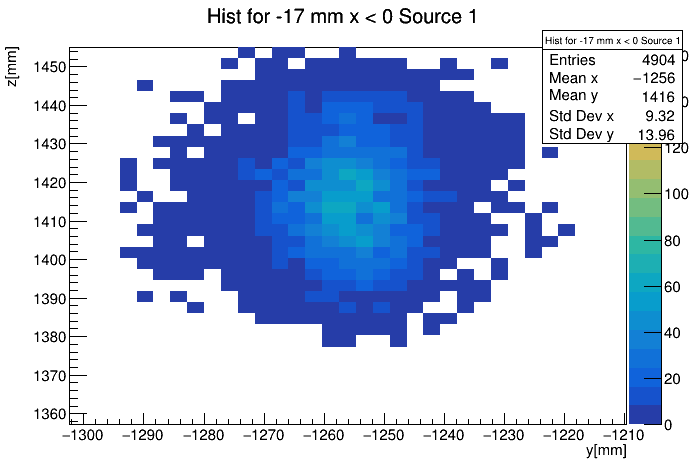 Hist for -17 mm x < 0 Source 1
Hist for -17 mm x < 0 Source 1
Entries 4904
Mean x −1256
Mean y 1416
Std Dev x 9.32
Std Dev y 13.96
z[mm]
1450
1440
1430
1420
1410
1400
1390
1380
1370
1360
−1300 −1290 −1280 −1270 −1260 −1250 −1240 −1230 −1220 −1210
y[mm]
120
100
80
60
40
20
0